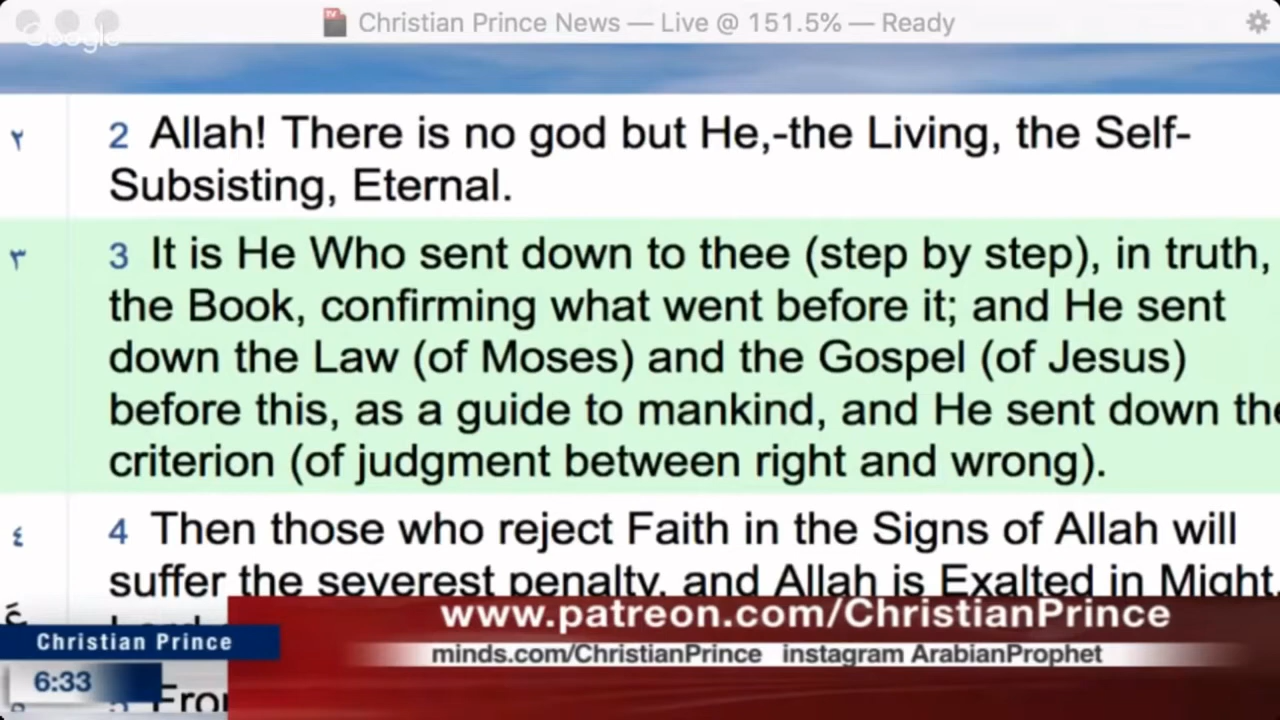 Google
Christian Prince News — Live @ 151.5% — Ready
٢ 2 Allah! There is no god but He,-the Living, the Self-
Subsisting, Eternal.
٣ 3 It is He Who sent down to thee (step by step), in truth,
the Book, confirming what went before it; and He sent
down the Law (of Moses) and the Gospel (of Jesus)
before this, as a guide to mankind, and He sent down the
criterion (of judgment between right and wrong).
٤ 4 Then those who reject Faith in the Signs of Allah will
suffer the severest penalty, and Allah is Exalted in Might,
www.patreon.com/ChristianPrince
Christian Prince
minds.com/ChristianPrince instagram ArabianProphet
6:33
5